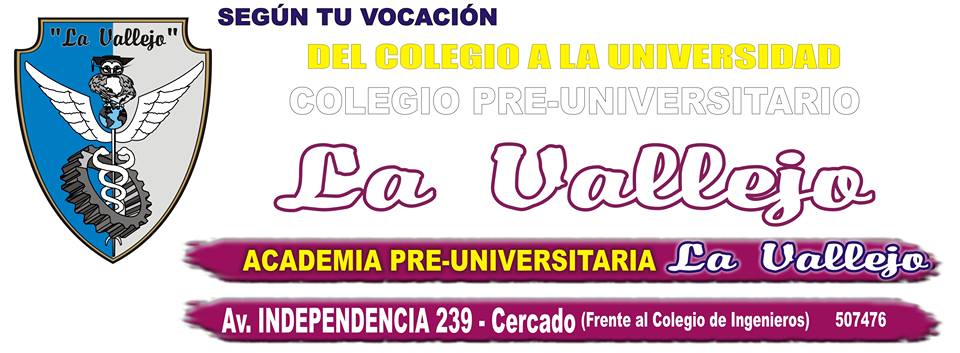 "La Vallejo"
SEGÚN TU VOCACIÓN
DEL COLEGIO A LA UNIVERSIDAD
COLEGIO PRE-UNIVERSITARIO
La Vallejo
ACADEMIA PRE-UNIVERSITARIA La Vallejo
Av. INDEPENDENCIA 239 - Cercado (Frente al Colegio de Ingenieros) 507476